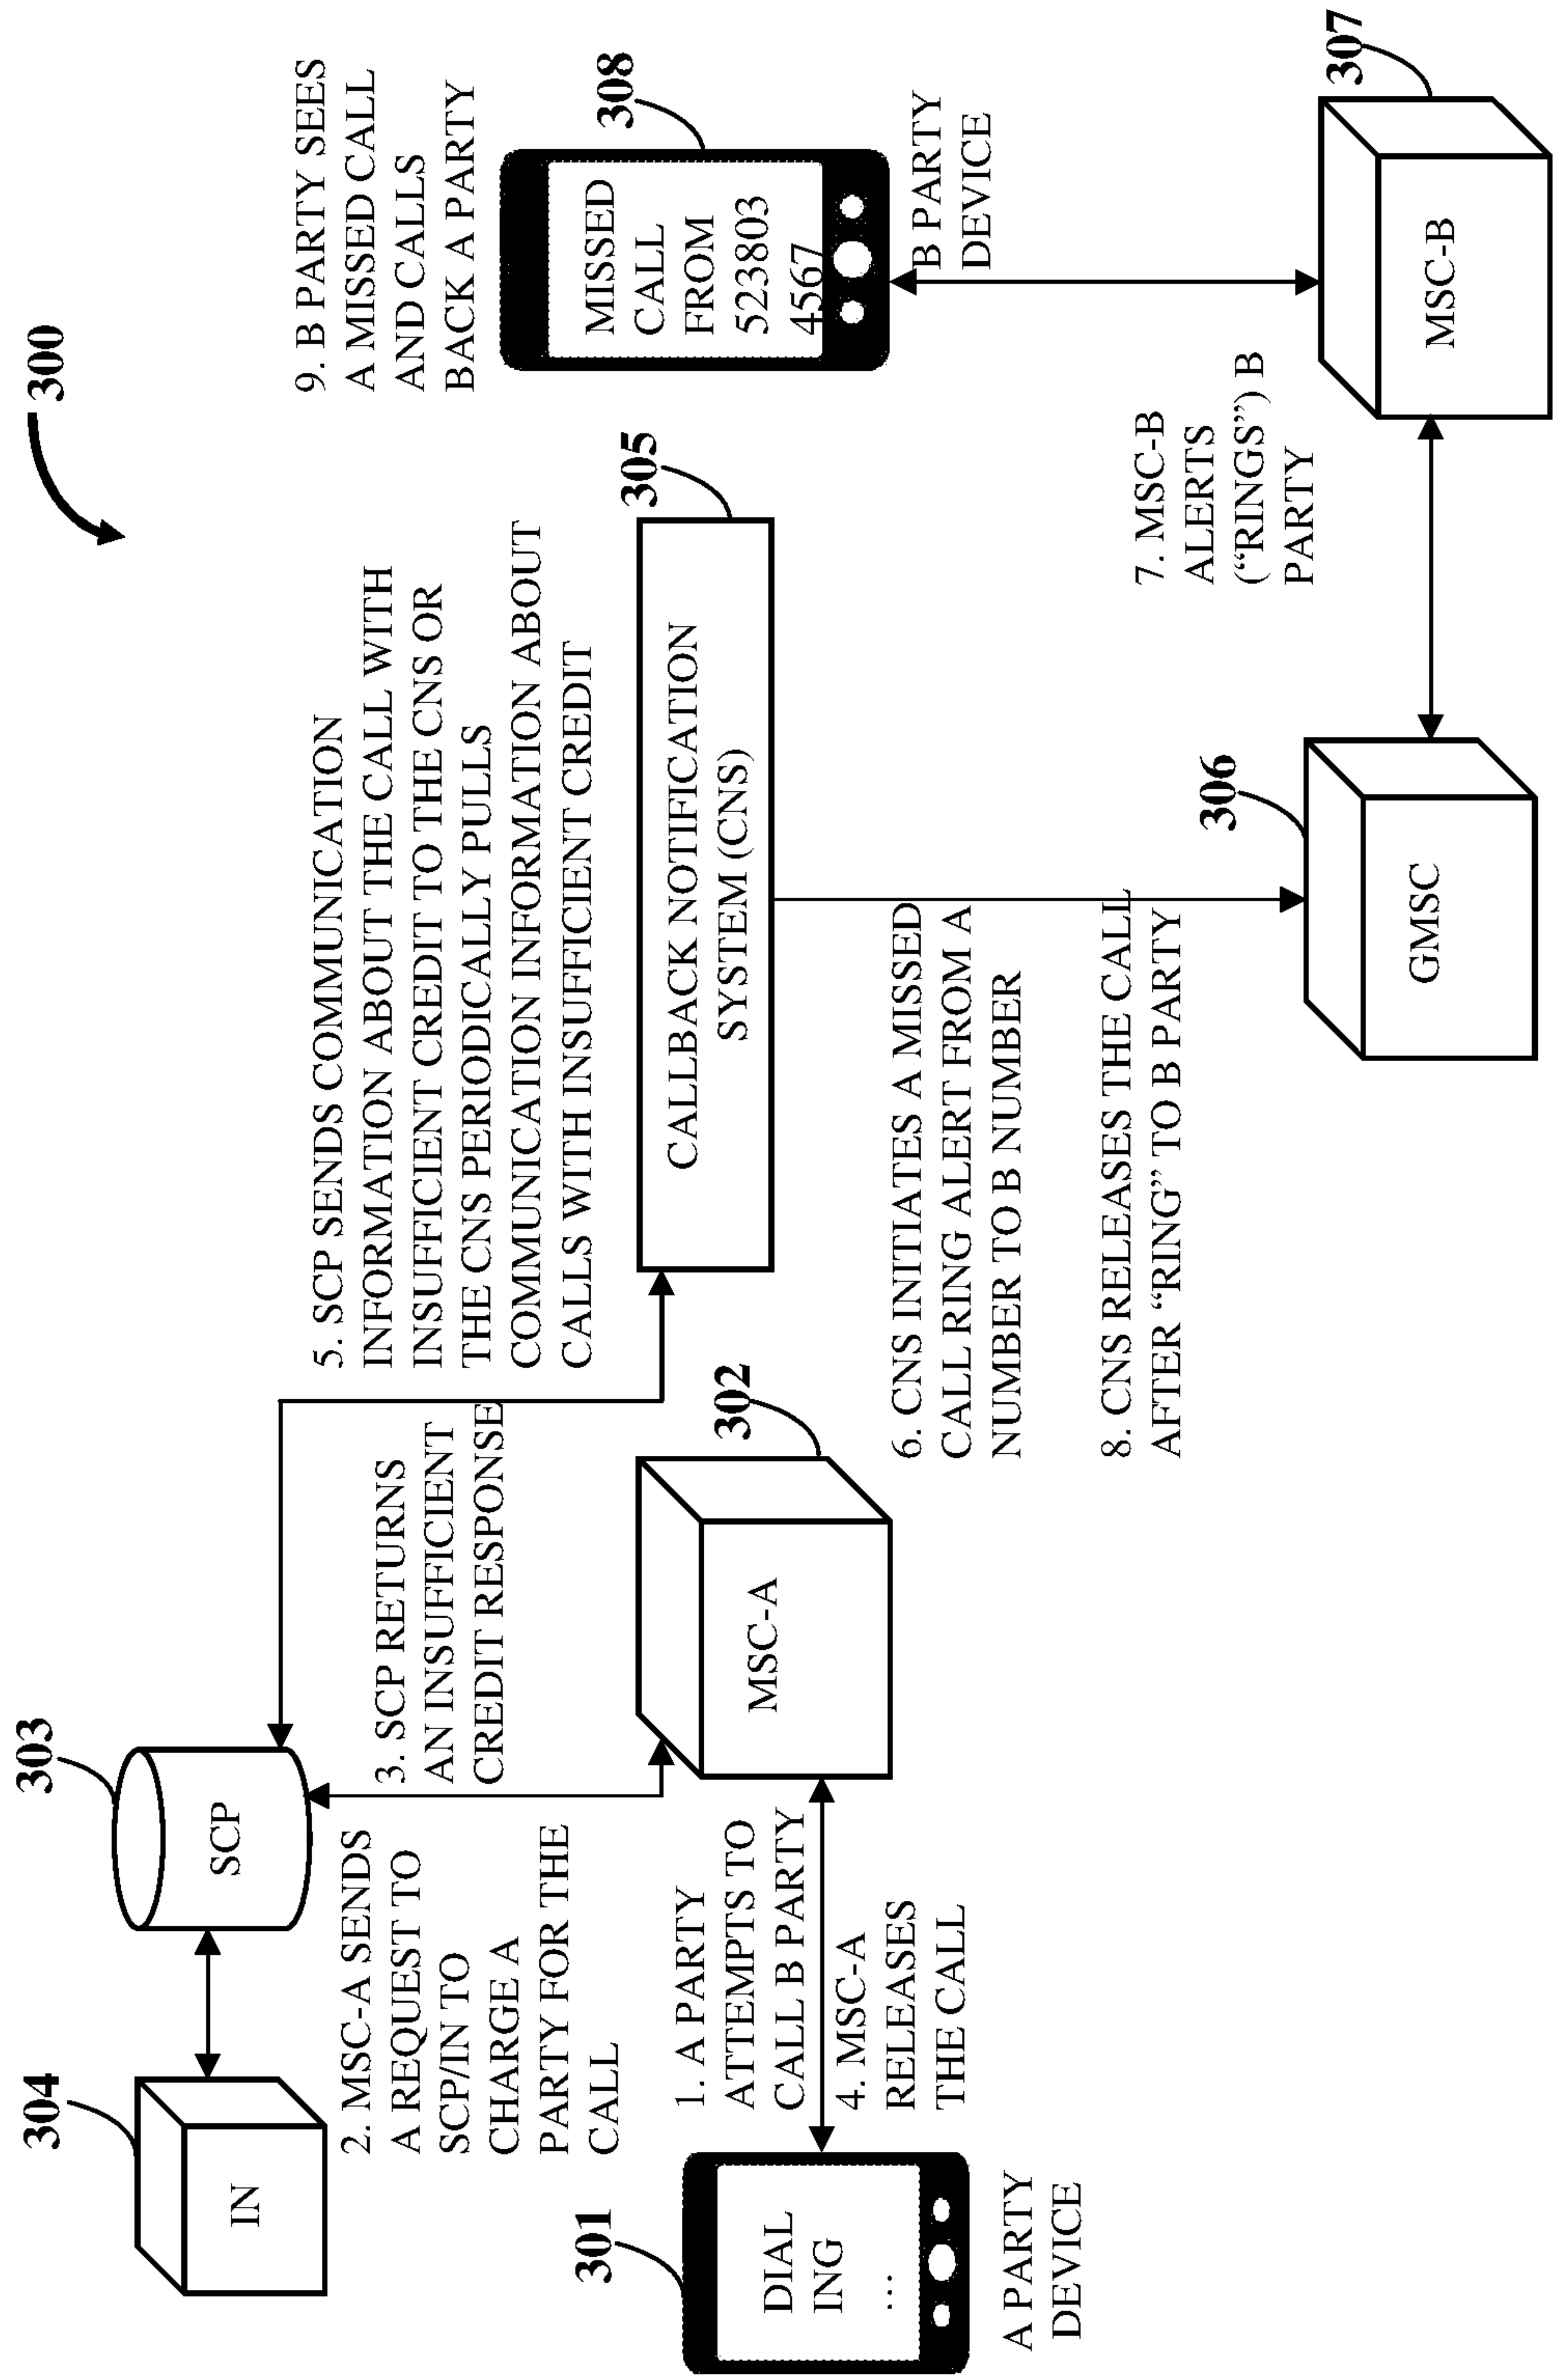 300
304
IN
303
SCP
2. MSC-A SENDS
A REQUEST TO
SCP/IN TO
CHARGE A
PARTY FOR THE
CALL
3. SCP RETURNS
AN INSUFFICIENT
CREDIT RESPONSE
5. SCP SENDS COMMUNICATION
INFORMATION ABOUT THE CALL WITH
INSUFFICIENT CREDIT TO THE CNS OR
THE CNS PERIODICALLY PULLS
COMMUNICATION INFORMATION ABOUT
CALLS WITH INSUFFICIENT CREDIT
9. B PARTY SEES
A MISSED CALL
AND CALLS
BACK A PARTY
301
DIAL
ING
...
A PARTY
DEVICE
1. A PARTY
ATTEMPTS TO
CALL B PARTY
4. MSC-A
RELEASES
THE CALL
302
MSC-A
305
CALLBACK NOTIFICATION
SYSTEM (CNS)
308
MISSED
CALL
FROM
523803
4567
B PARTY
DEVICE
6. CNS INITIATES A MISSED
CALL RING ALERT FROM A
NUMBER TO B NUMBER
8. CNS RELEASES THE CALL
AFTER “RING” TO B PARTY
7. MSC-B
ALERTS
(“RINGS”) B
PARTY
306
GMSC
307
MSC-B